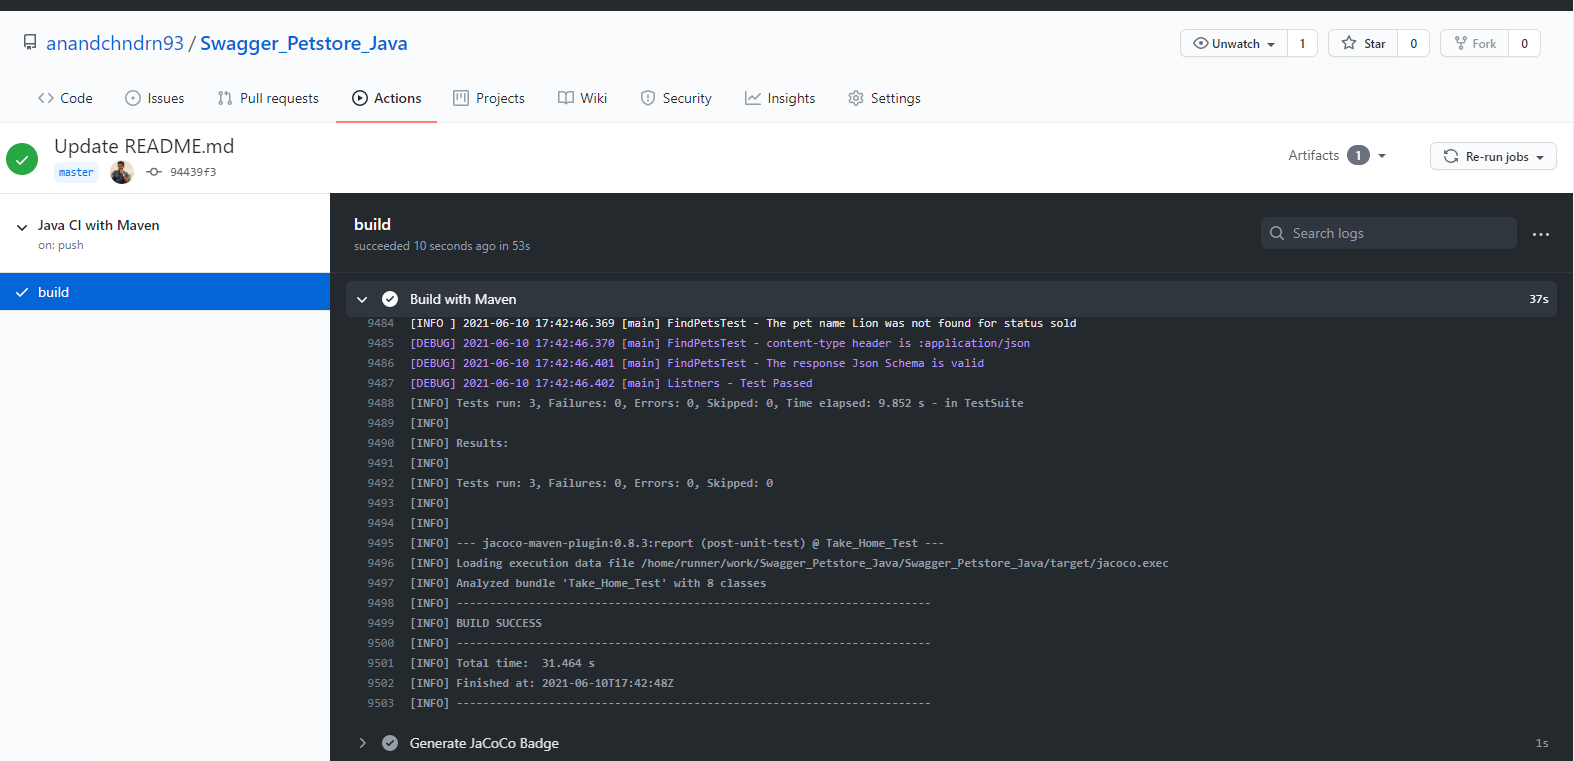 anandchndrn93 / Swagger_Petstore_Java
Unwatch 1 Star 0 Fork 0
Code Issues Pull requests Actions Projects Wiki Security Insights Settings
Update README.md
master 94439f3
Artifacts 1 Re-run jobs
Java CI with Maven
on: push
build
build
succeeded 10 seconds ago in 53s
Search logs
Build with Maven 37s
9484 [INFO ] 2021-06-10 17:42:46.369 [main] FindPetsTest - The pet name Lion was not found for status sold
9485 [DEBUG] 2021-06-10 17:42:46.370 [main] FindPetsTest - content-type header is :application/json
9486 [DEBUG] 2021-06-10 17:42:46.401 [main] FindPetsTest - The response Json Schema is valid
9487 [DEBUG] 2021-06-10 17:42:46.402 [main] Listners - Test Passed
9488 [INFO] Tests run: 3, Failures: 0, Errors: 0, Skipped: 0, Time elapsed: 9.852 s - in TestSuite
9489 [INFO]
9490 [INFO] Results:
9491 [INFO]
9492 [INFO] Tests run: 3, Failures: 0, Errors: 0, Skipped: 0
9493 [INFO]
9494 [INFO]
9495 [INFO] --- jacoco-maven-plugin:0.8.3:report (post-unit-test) @ Take_Home_Test ---
9496 [INFO] Loading execution data file /home/runner/work/Swagger_Petstore_Java/Swagger_Petstore_Java/target/jacoco.exec
9497 [INFO] Analyzed bundle 'Take_Home_Test' with 8 classes
9498 [INFO] ------------------------------------------------------------------------
9499 [INFO] BUILD SUCCESS
9500 [INFO] ------------------------------------------------------------------------
9501 [INFO] Total time:  31.464 s
9502 [INFO] Finished at: 2021-06-10T17:42:48Z
9503 [INFO] ------------------------------------------------------------------------
Generate JaCoCo Badge 1s